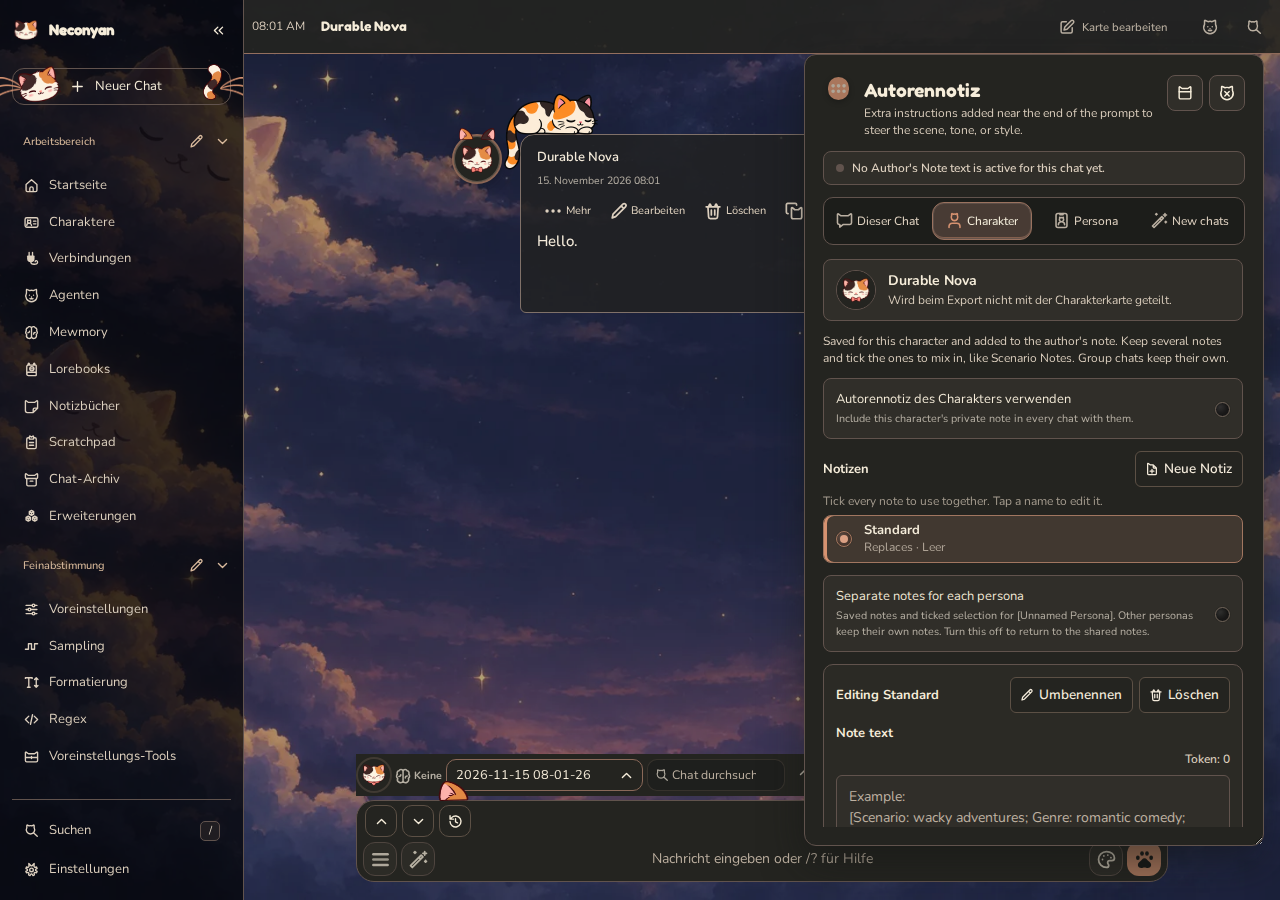 Neconyan
Neuer Chat
Arbeitsbereich
Startseite
Charaktere
Verbindungen
Agenten
Mewmory
Lorebooks
Notizbücher
Scratchpad
Chat-Archiv
Erweiterungen
Feinabstimmung
Voreinstellungen
Sampling
Formatierung
Regex
Voreinstellungs-Tools
Suchen /
Einstellungen
08:01 AM Durable Nova
Karte bearbeiten
Durable Nova
15. November 2026 08:01
Mehr Bearbeiten Löschen
Hello.
Keine 2026-11-15 08-01-26 Chat durchsuch
Nachricht eingeben oder /? für Hilfe
Autorennotiz
Extra instructions added near the end of the prompt to
steer the scene, tone, or style.
No Author's Note text is active for this chat yet.
Dieser Chat Charakter Persona New chats
Durable Nova
Wird beim Export nicht mit der Charakterkarte geteilt.
Saved for this character and added to the author's note. Keep several notes
and tick the ones to mix in, like Scenario Notes. Group chats keep their own.
Autorennotiz des Charakters verwenden
Include this character's private note in every chat with them.
Notizen Neue Notiz
Tick every note to use together. Tap a name to edit it.
Standard
Replaces · Leer
Separate notes for each persona
Saved notes and ticked selection for [Unnamed Persona]. Other personas
keep their own notes. Turn this off to return to the shared notes.
Editing Standard Umbenennen Löschen
Note text
Token: 0
Example:
[Scenario: wacky adventures; Genre: romantic comedy;